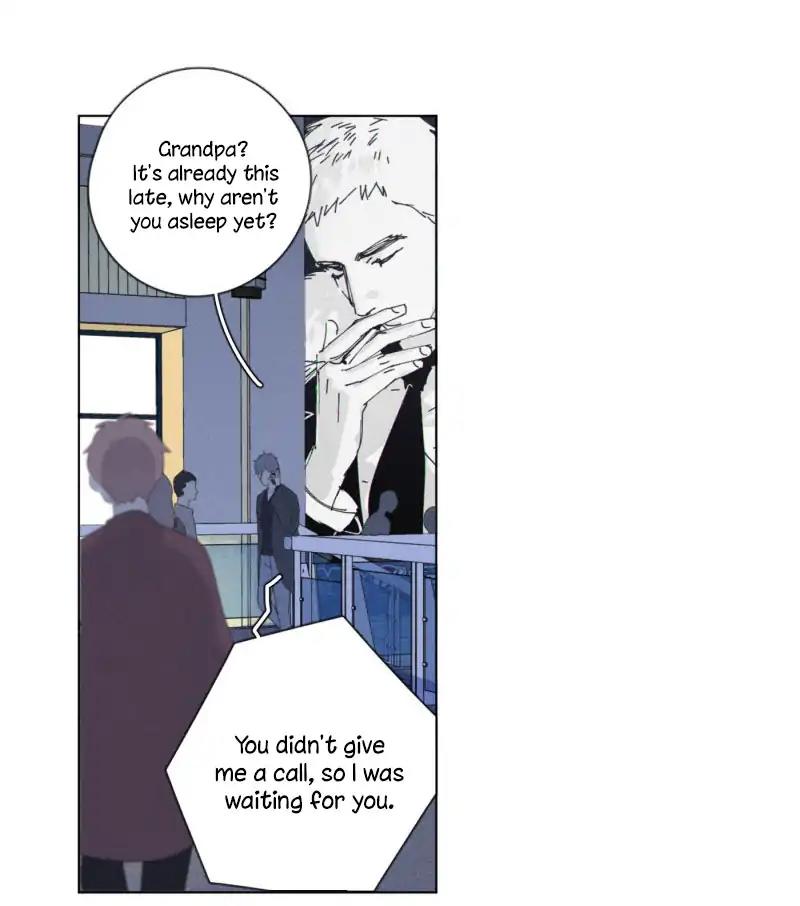 Grandpa?
It's already this
late, why aren't
you asleep yet?
You didn't give
me a call, so I was
waiting for you.